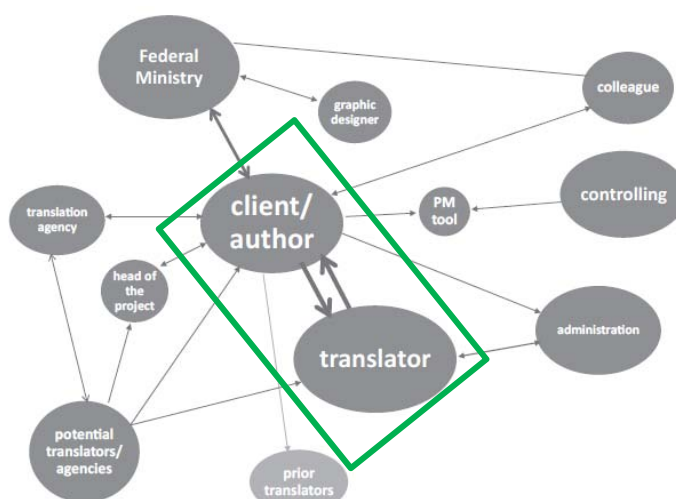 Federal
Ministry
colleague
graphic
designer
client/
author
PM
tool
controlling
translation
agency
head of
the
project
administration
translator
potential
translators/
agencies
prior
translators